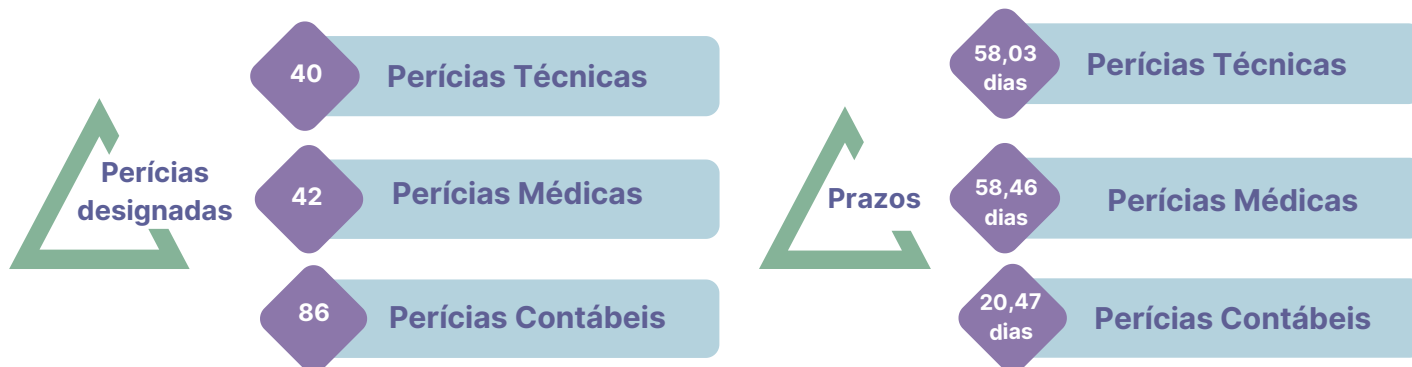 Perícias
designadas
40
Perícias Técnicas
42
Perícias Médicas
86
Perícias Contábeis
Prazos
58,03
dias
Perícias Técnicas
58,46
dias
Perícias Médicas
20,47
dias
Perícias Contábeis